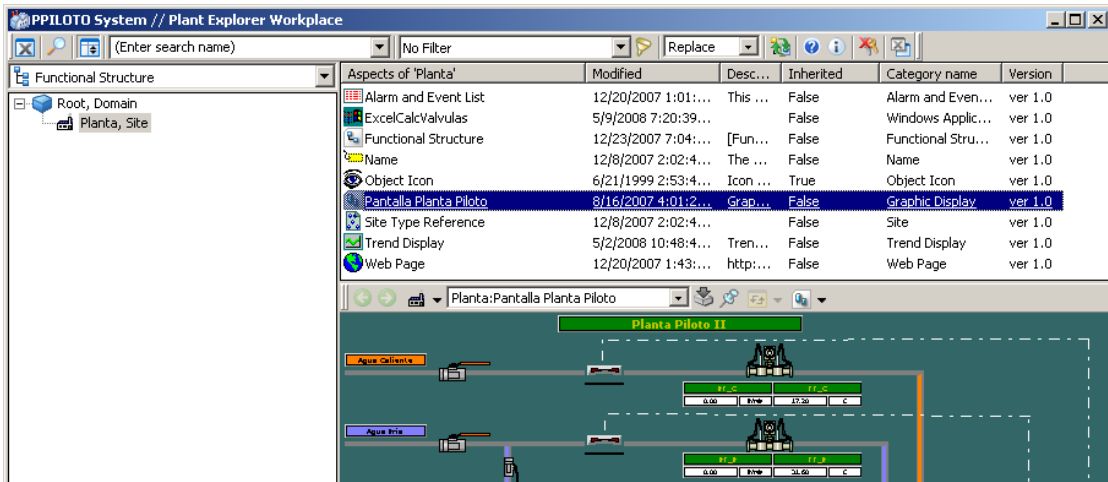 PPILOTO System // Plant Explorer Workplace
(Enter search name) No Filter Replace
Functional Structure
Root, Domain
Planta, Site
Aspects of 'Planta' Modified Desc... Inherited Category name Version
Alarm and Event List 12/20/2007 1:01:... This ... False Alarm and Even... ver 1.0
ExcelCalcValvulas 5/9/2008 7:20:39... False Windows Applic... ver 1.0
Functional Structure 12/23/2007 7:04:... [Fun... False Functional Stru... ver 1.0
Name 12/8/2007 2:02:4... The ... False Name ver 1.0
Object Icon 6/21/1999 2:53:4... Icon ... True Object Icon ver 1.0
Pantalla Planta Piloto 8/16/2007 4:01:2... Grap... False Graphic Display ver 1.0
Site Type Reference 12/8/2007 2:02:4... False Site ver 1.0
Trend Display 5/2/2008 10:48:4... Tren... False Trend Display ver 1.0
Web Page 12/20/2007 1:43:... http:... False Web Page ver 1.0
Planta:Pantalla Planta Piloto
Planta Piloto II
Agua Caliente
0.00 17.20 C
Agua Fría
0.00 C